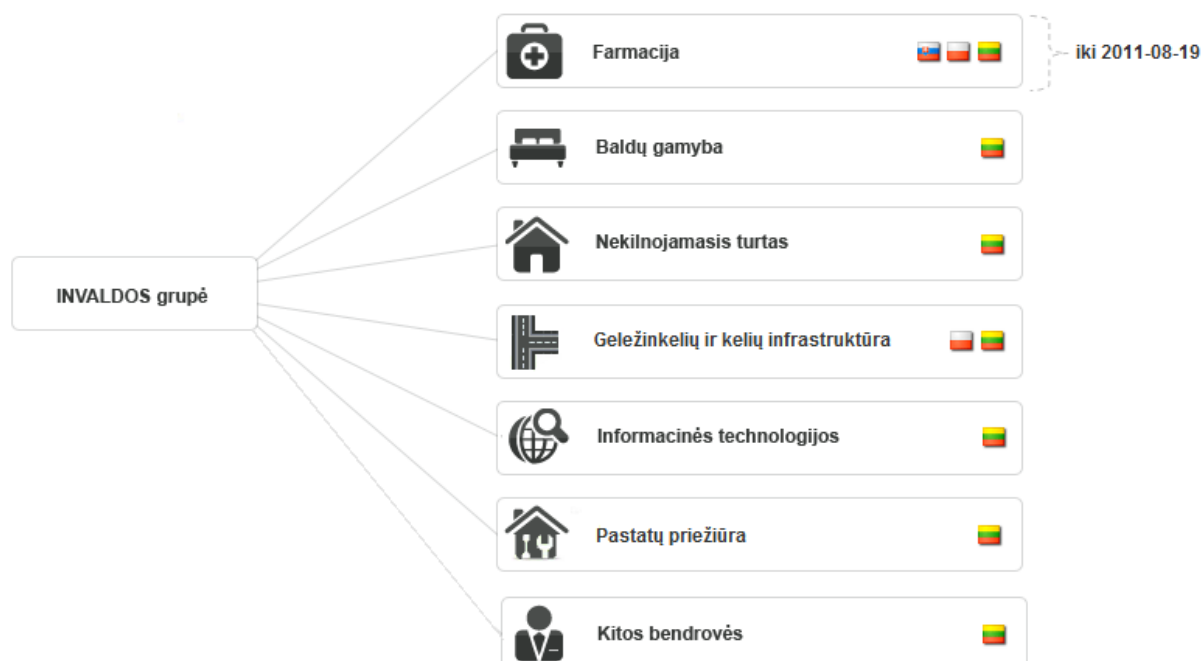 Farmacija
iki 2011-08-19
Baldų gamyba
Nekilnojamasis turtas
INVALDOS grupė
Geležinkelių ir kelių infrastruktūra
Informacinės technologijos
Pastatų priežiūra
Kitos bendrovės